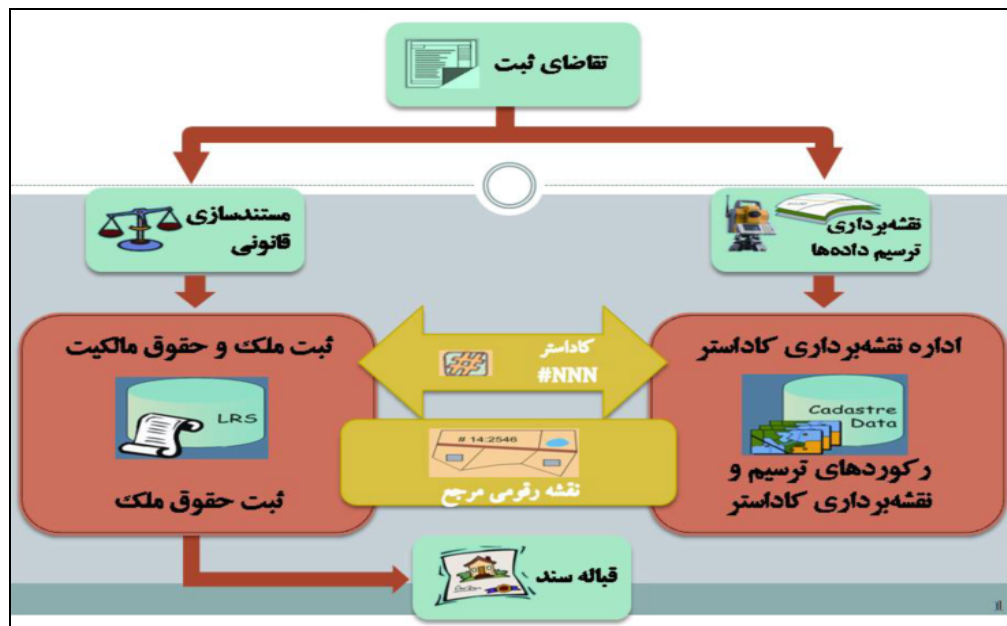 تقاضای ثبت
نقشه‌برداری
ترسیم داده‌ها
مستندسازی
قانونی
اداره نقشه‌برداری کاداستر
Cadastre
Data
رکوردهای ترسیم و
نقشه‌برداری کاداستر
کاداستر
#NNN
# 14:2546
نقشه رقومی مرجع
ثبت ملک و حقوق مالکیت
LRS
ثبت حقوق ملک
قباله سند